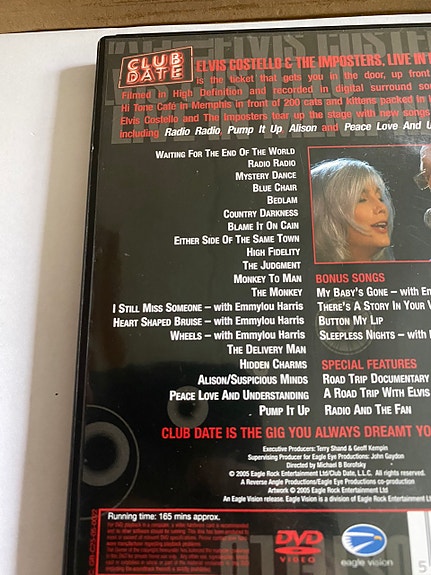 CLUB DATE
ELVIS COSTELLO & THE IMPOSTERS, LIVE IN
is the ticket that gets you in the door, up front
Filmed in High Definition and recorded in digital surround
Hi Tone Café in Memphis in front of 200 cats and kittens packed in
Elvis Costello and The Imposters tear up the stage with new songs
including Radio Radio, Pump It Up, Alison and Peace Love And
WAITING FOR THE END OF THE WORLD
RADIO RADIO
MYSTERY DANCE
BLUE CHAIR
BEDLAM
COUNTRY DARKNESS
BLAME IT ON CAIN
EITHER SIDE OF THE SAME TOWN
HIGH FIDELITY
THE JUDGMENT
MONKEY TO MAN
THE MONKEY
I STILL MISS SOMEONE – with EMMYLOU HARRIS
HEART SHAPED BRUISE – with EMMYLOU HARRIS
WHEELS – with EMMYLOU HARRIS
THE DELIVERY MAN
HIDDEN CHARMS
ALISON/SUSPICIOUS MINDS
PEACE LOVE AND UNDERSTANDING
PUMP IT UP
BONUS SONGS
MY BABY'S GONE – with
THERE'S A STORY IN YOUR
BUTTON MY LIP
SLEEPLESS NIGHTS – with
SPECIAL FEATURES
ROAD TRIP DOCUMENTARY
A ROAD TRIP WITH ELVIS
RADIO AND THE FAN
CLUB DATE IS THE GIG YOU ALWAYS DREAMT
Executive Producers: Terry Shand & Geoff Kempin
Supervising Producer for Eagle Eye Productions: John Gaydon
Directed by Michael B Borofsky
© 2005 Eagle Rock Entertainment Ltd/Club Date, L.L.C. All rights reserved.
A Reverse Angle Productions/Eagle Eye Productions co-production
Artwork © 2005 Eagle Rock Entertainment Ltd
An Eagle Vision release. Eagle Vision is a division of Eagle Rock Entertainment
Running time: 165 mins approx.
DVD
VIDEO
eagle vision
5